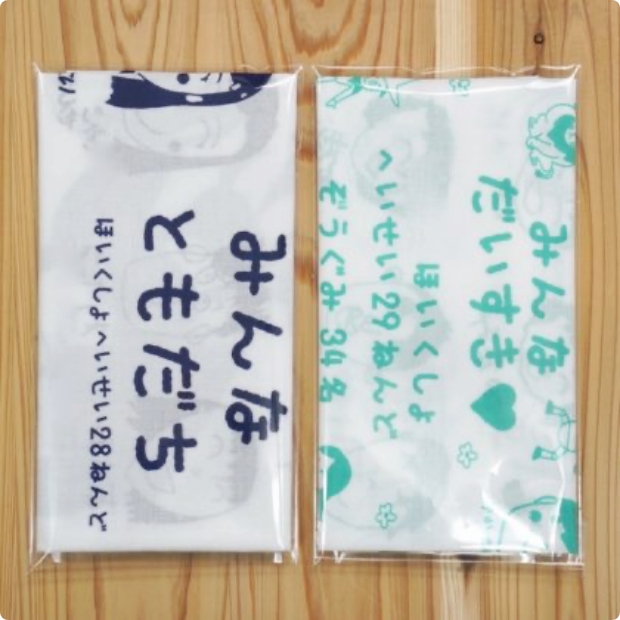 みんな
ともだち
ほいくしょ へいせい28ねんど
みんな
だいすき♥
ほいくしょ
へいせい29ねんど
ぞうぐみ 34名